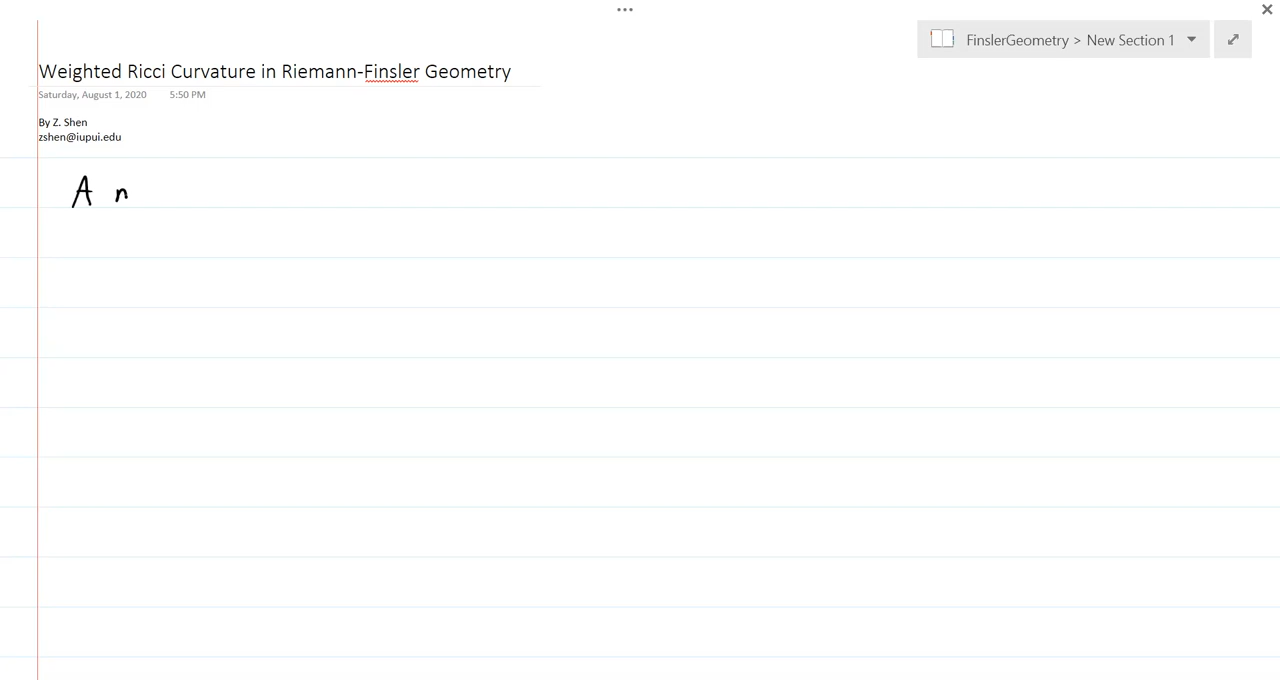 FinslerGeometry > New Section 1
Weighted Ricci Curvature in Riemann-Finsler Geometry
Saturday, August 1, 2020 5:50 PM
By Z. Shen
zshen@iupui.edu
A n